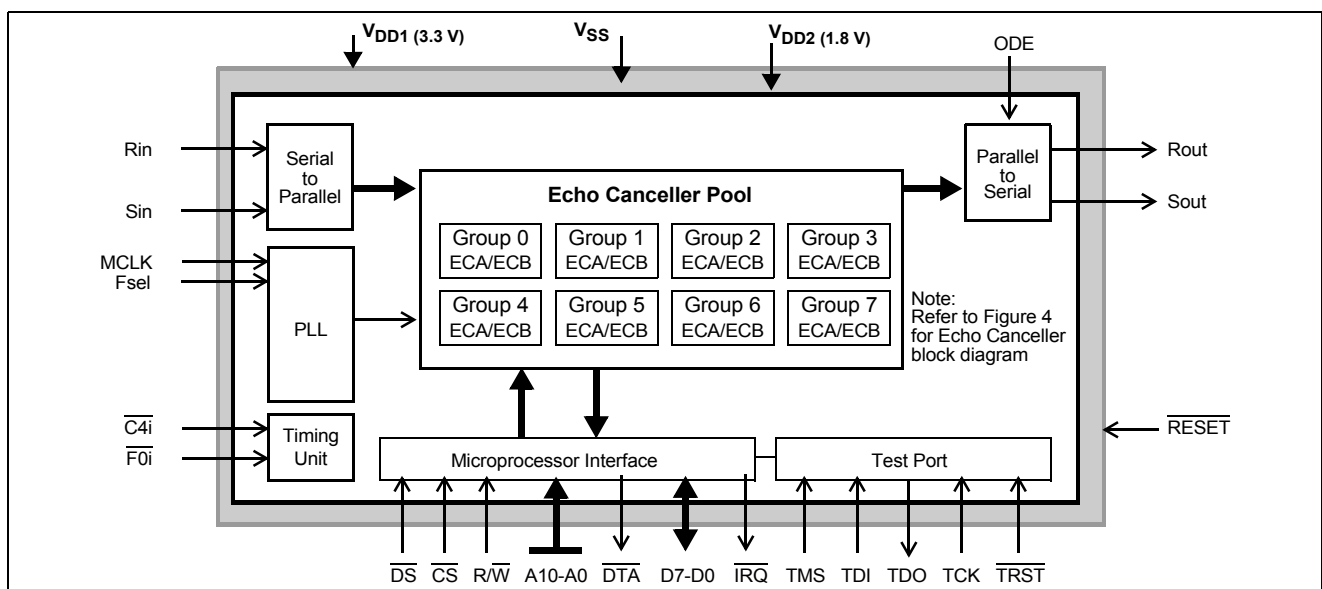 VDD1 (3.3 V)
VSS
VDD2 (1.8 V)
ODE
Rin
Sin
Serial
to
Parallel
Echo Canceller Pool
Parallel
to
Serial
Rout
Sout
MCLK
Fsel
PLL
Group 0
ECA/ECB
Group 1
ECA/ECB
Group 2
ECA/ECB
Group 3
ECA/ECB
Group 4
ECA/ECB
Group 5
ECA/ECB
Group 6
ECA/ECB
Group 7
ECA/ECB
Note:
Refer to Figure 4
for Echo Canceller
block diagram
C4i
F0i
Timing
Unit
RESET
Microprocessor Interface
Test Port
DS CS R/W A10-A0 DTA D7-D0 IRQ TMS TDI TDO TCK TRST